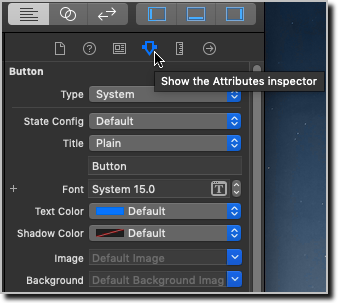 Button
Show the Attributes inspector
Type System
State Config Default
Title Plain
Button
+ Font System 15.0 T
Text Color Default
Shadow Color Default
Image Default Image
Background Default Background Imag